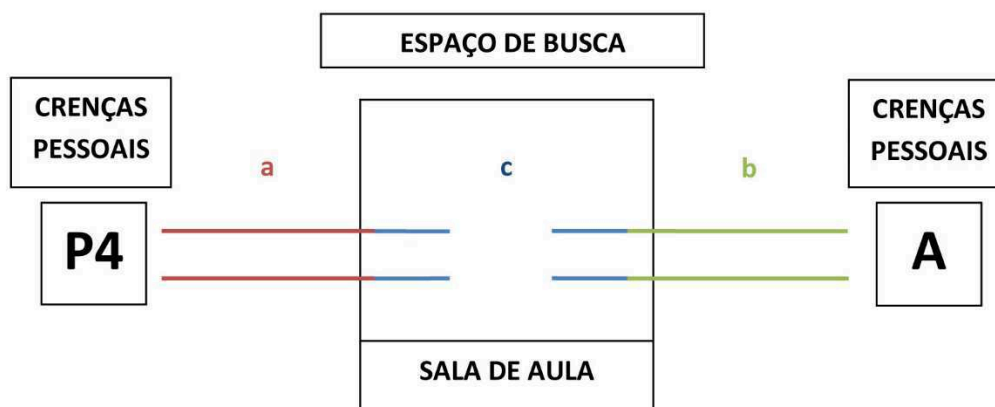 ESPAÇO DE BUSCA
CRENÇAS
PESSOAIS
CRENÇAS
PESSOAIS
a
c
b
P4
A
SALA DE AULA